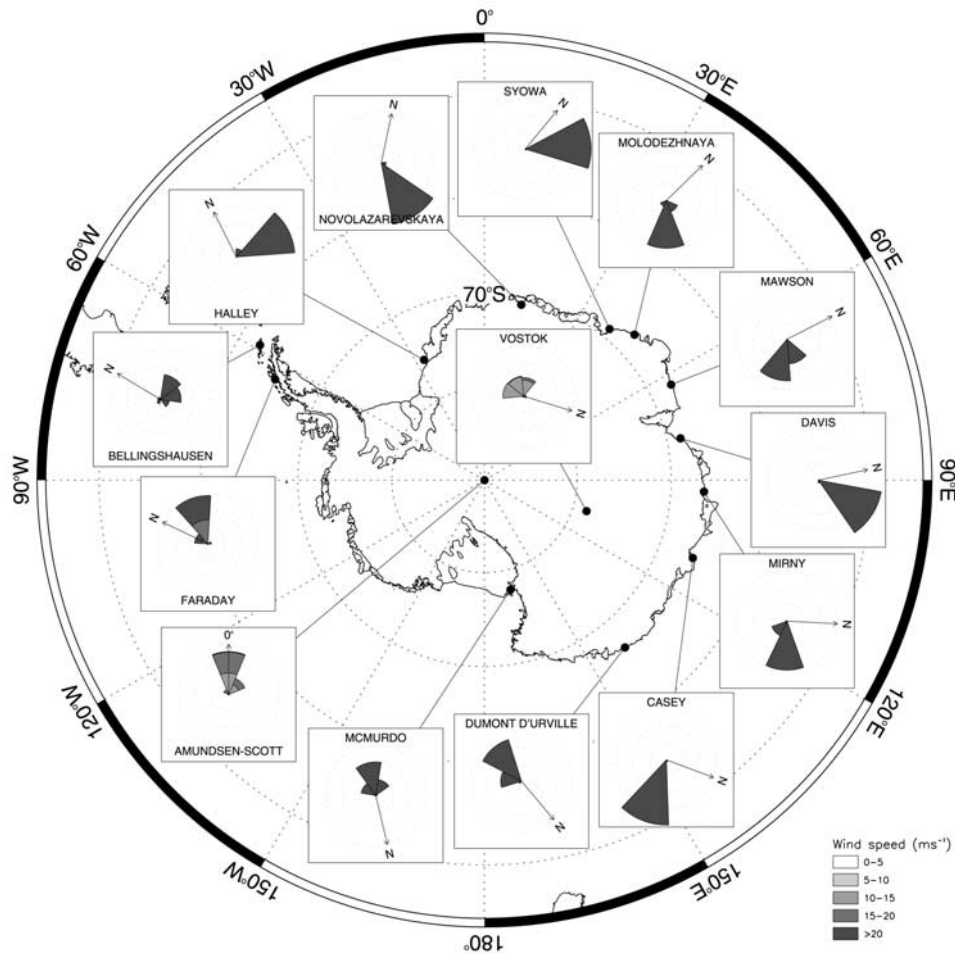 0°
30°W
30°E
SYOWA
MOLODEZHNAYA
N
N
N
NOVOLAZAREVSKAYA
60°W
60°E
N
HALLEY
70°S
MAWSON
N
VOSTOK
N
N
BELLINGSHAUSEN
DAVIS
N
90°W
90°E
N
FARADAY
MIRNY
N
0°
AMUNDSEN-SCOTT
120°W
120°E
MCMURDO
N
DUMONT D'URVILLE
N
CASEY
N
150°W
150°E
180°
Wind speed (ms⁻¹)
0-5
5-10
10-15
15-20
>20